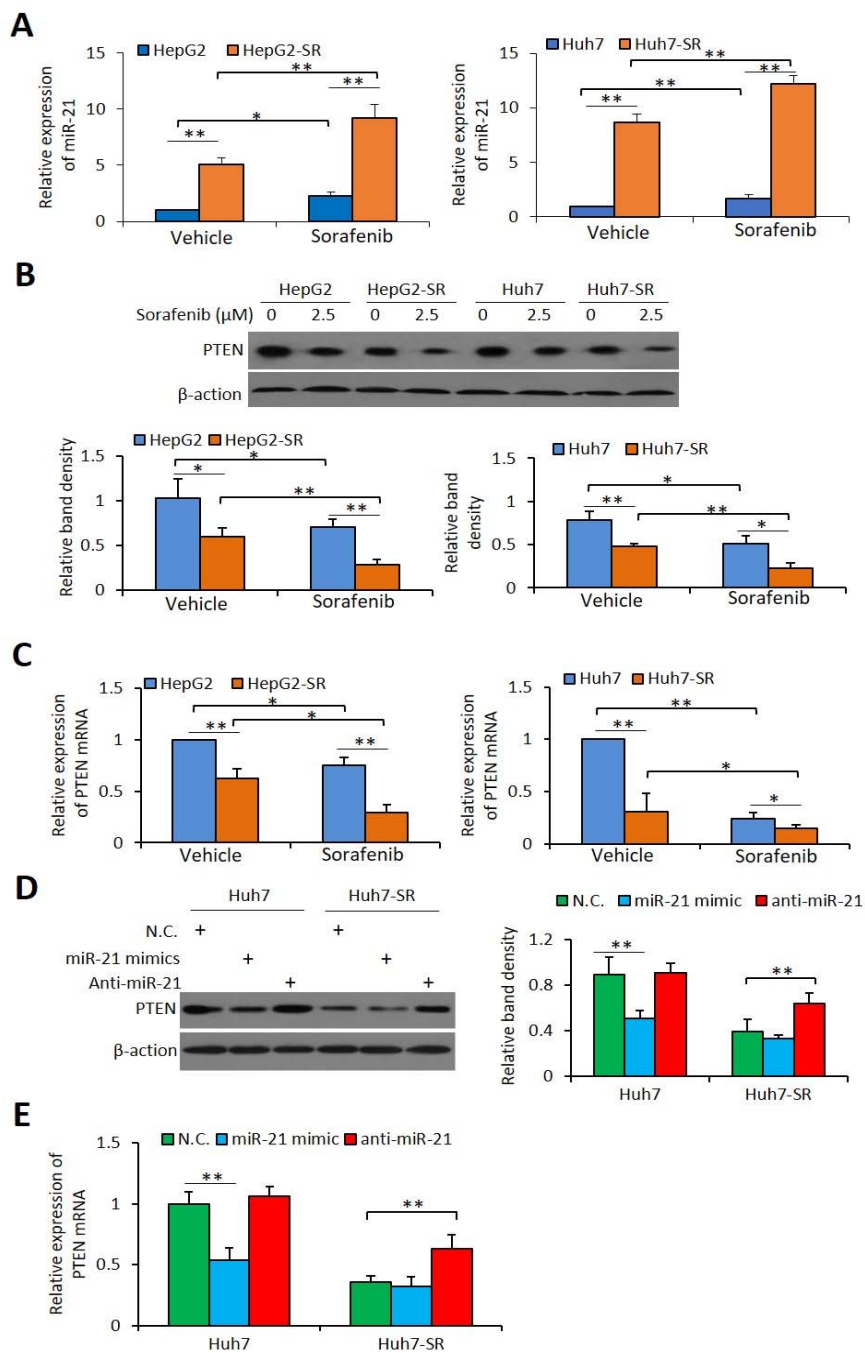 A
HepG2 HepG2-SR
Relative expression
of miR-21
15
10
5
0
**
*
**
**
Vehicle Sorafenib
Huh7 Huh7-SR
Relative expression
of miR-21
15
10
5
0
**
**
**
**
Vehicle Sorafenib
B
HepG2 HepG2-SR Huh7 Huh7-SR
Sorafenib (µM) 0 2.5 0 2.5 0 2.5 0 2.5
PTEN
β-action
HepG2 HepG2-SR
Relative band density
1.5
1
0.5
0
*
*
**
**
Vehicle Sorafenib
Huh7 Huh7-SR
Relative band
density
1.5
1
0.5
0
*
**
**
*
Vehicle Sorafenib
C
HepG2 HepG2-SR
Relative expression
of PTEN mRNA
1.5
1
0.5
0
*
*
**
**
Vehicle Sorafenib
Huh7 Huh7-SR
Relative expression
of PTEN mRNA
1.5
1
0.5
0
**
**
*
*
Vehicle Sorafenib
D
Huh7 Huh7-SR
N.C. + +
miR-21 mimics + +
Anti-miR-21 + +
PTEN
β-action
N.C. miR-21 mimic anti-miR-21
Relative band density
1.2
0.8
0.4
0
**
**
Huh7 Huh7-SR
E
N.C. miR-21 mimic anti-miR-21
Relative expression of
PTEN mRNA
1.5
1
0.5
0
**
**
Huh7 Huh7-SR